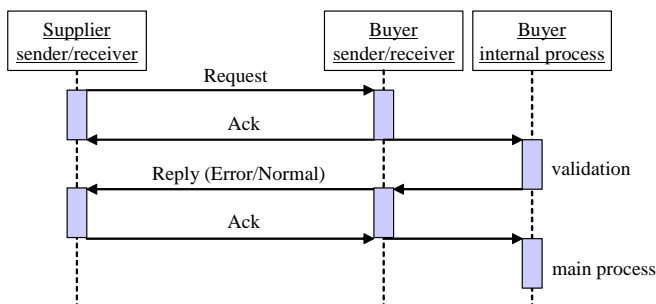 Supplier
sender/receiver
Buyer
sender/receiver
Buyer
internal process
Request
Ack
validation
Reply (Error/Normal)
Ack
main process